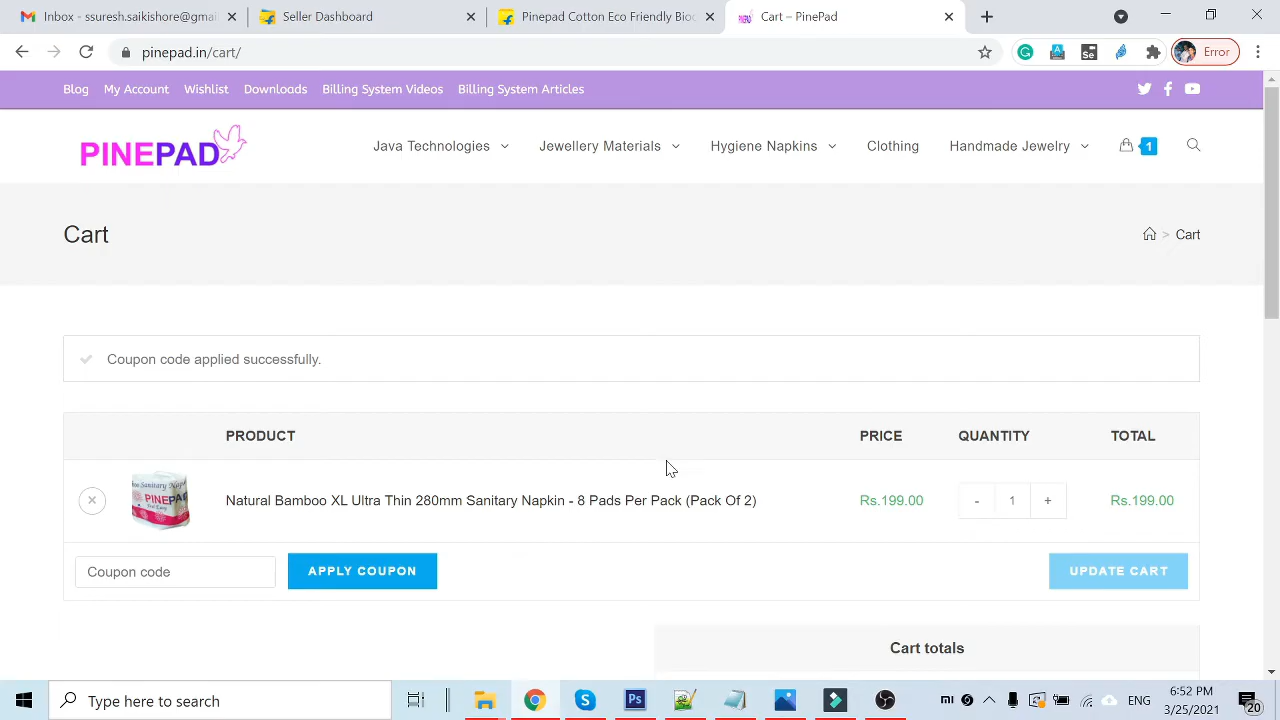 Inbox - ssuresh.saikishore@gmai
Seller Dashboard
Pinepad Cotton Eco Friendly Bio
Cart – PinePad
pinepad.in/cart/
Se
Error
Blog My Account Wishlist Downloads Billing System Videos Billing System Articles
PINEPAD
Java Technologies Jewellery Materials Hygiene Napkins Clothing Handmade Jewelry 1
Cart
> Cart
Coupon code applied successfully.
PRODUCT PRICE QUANTITY TOTAL
PINEPAD
Natural Bamboo XL Ultra Thin 280mm Sanitary Napkin - 8 Pads Per Pack (Pack Of 2) Rs.199.00 - 1 + Rs.199.00
Coupon code APPLY COUPON UPDATE CART
Cart totals
Type here to search
Ps
ENG
6:52 PM
3/25/2021
20